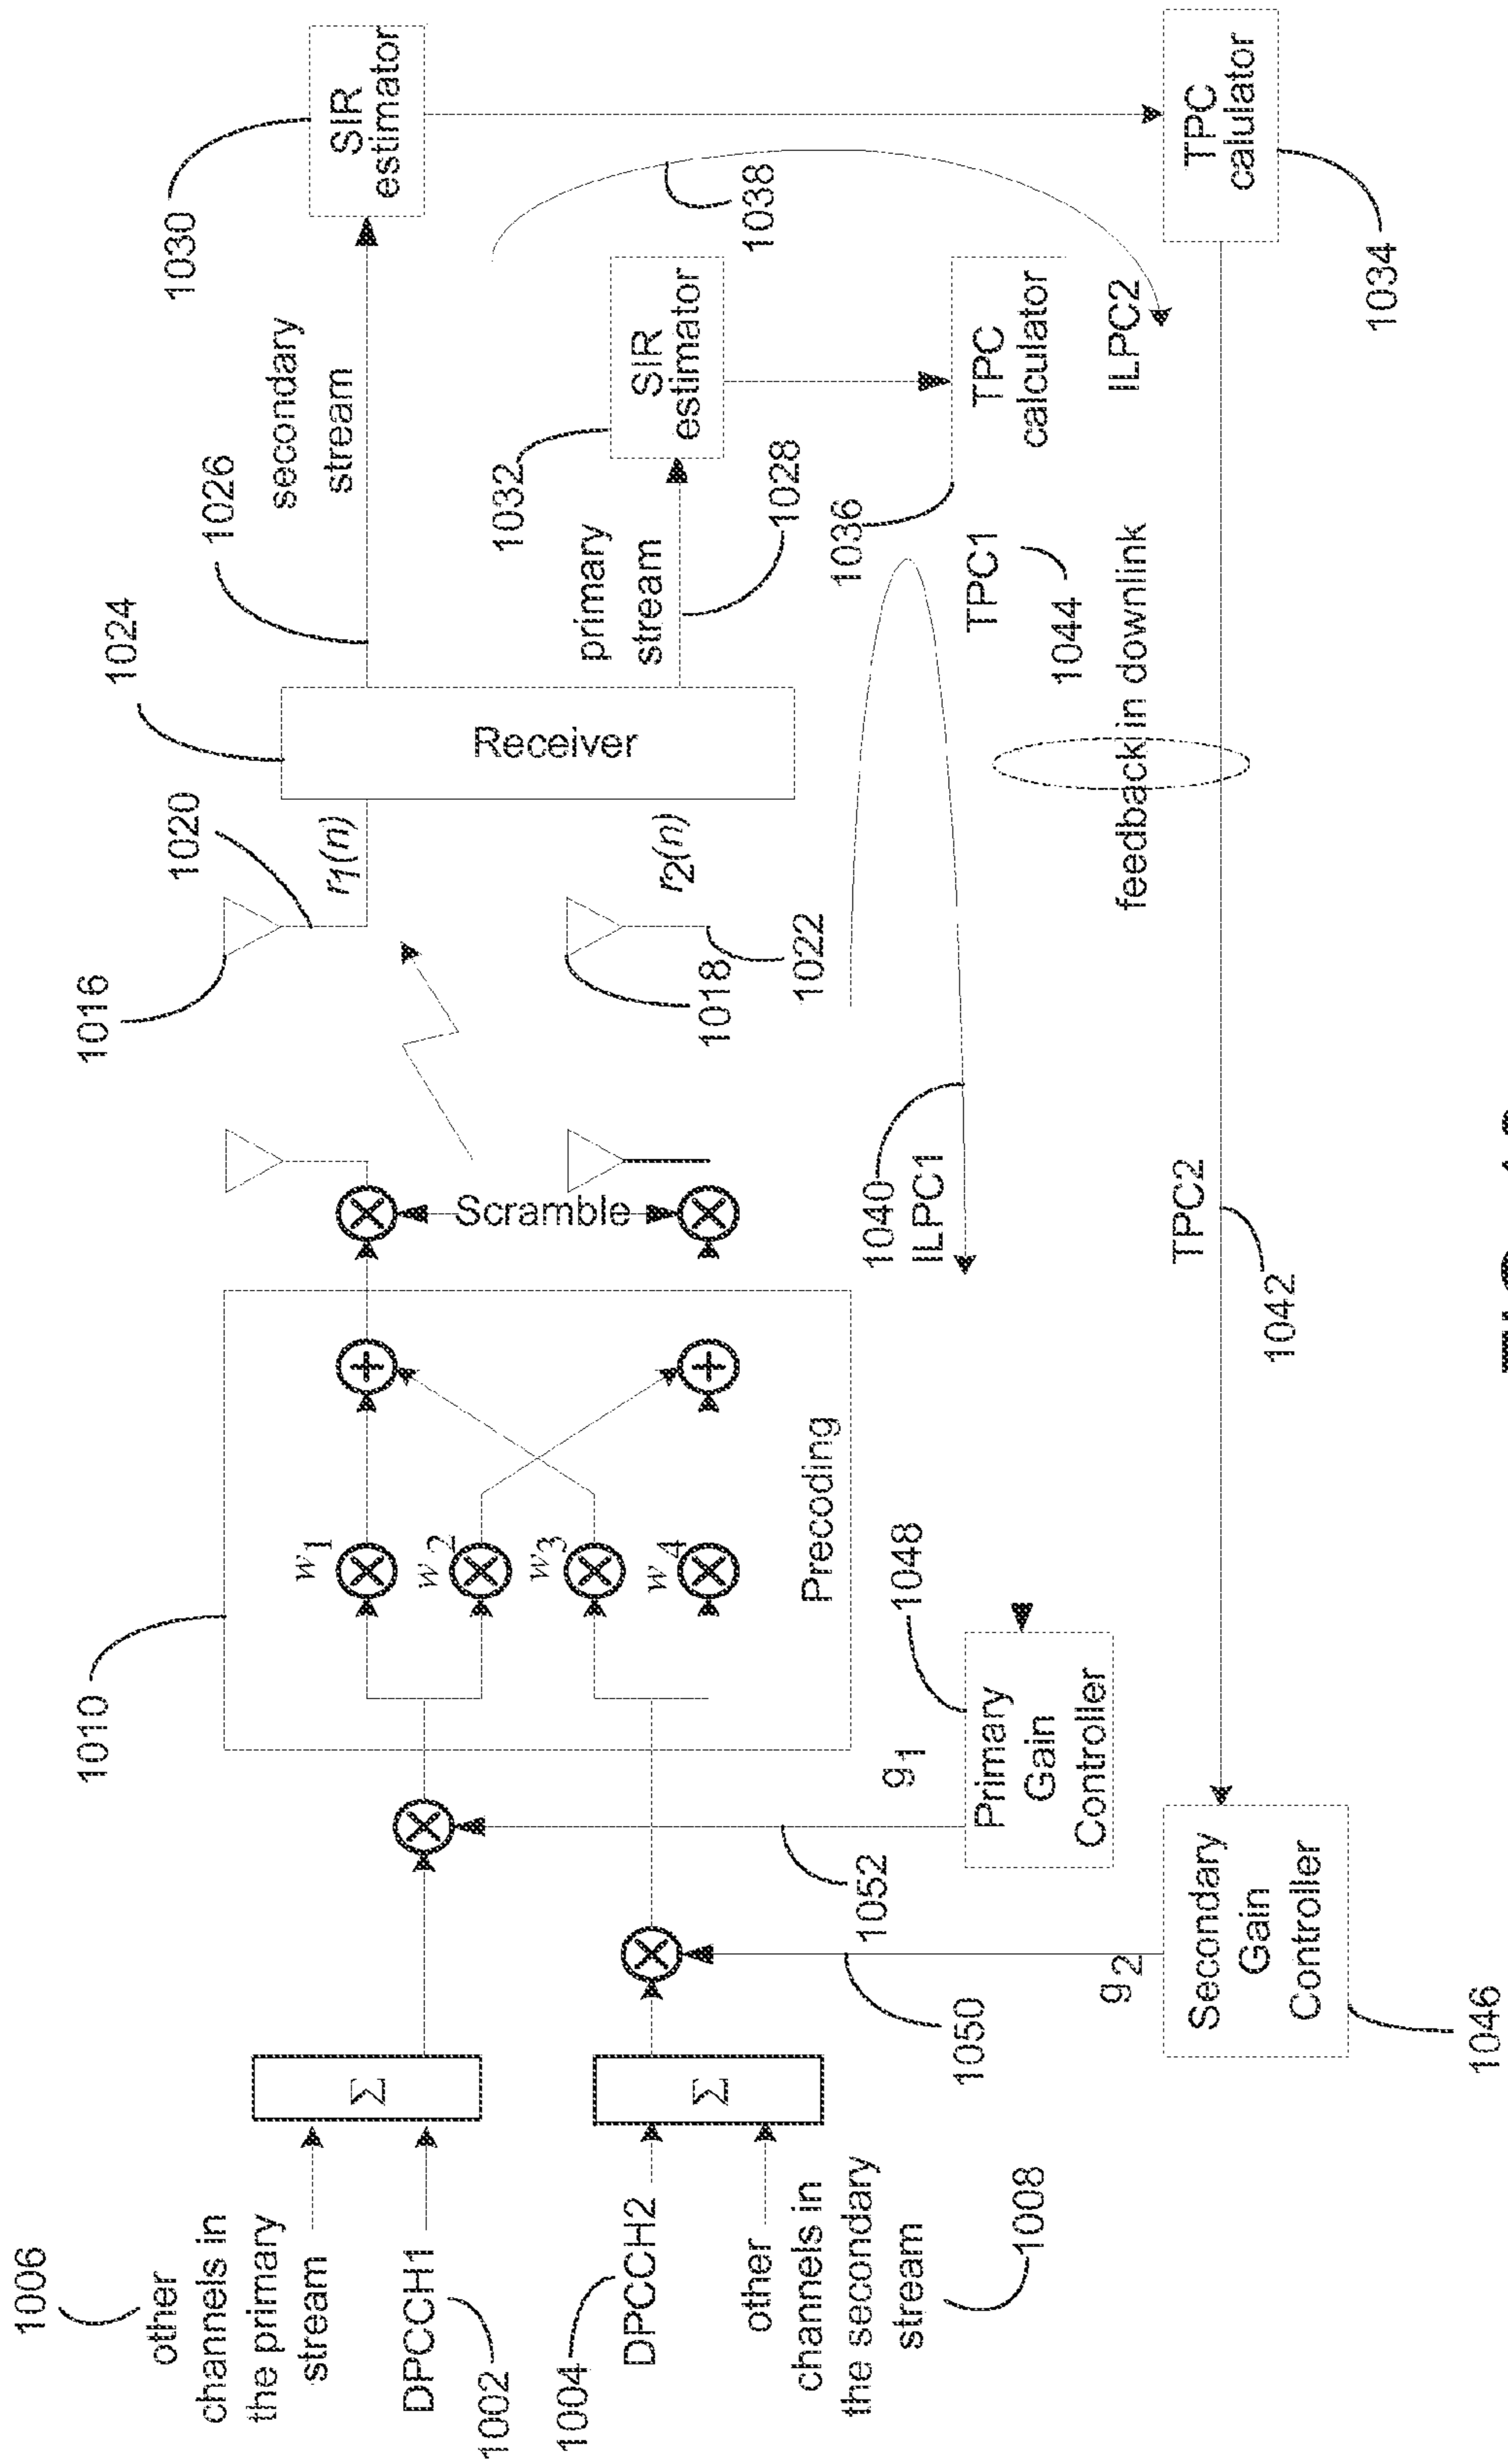 1006
other
channels in
the primary
stream
DPCCH1
1002
1004
DPCCH2
other
channels in
the secondary
stream
1008
Σ
Σ
1050
1052
g2
g1
Secondary
Gain
Controller
1046
Primary
Gain
Controller
1048
1010
w1
w2
w3
w4
Precoding
Scramble
1040
ILPC1
TPC2
1042
1016
1020
r1(n)
1018
1022
r2(n)
1024
Receiver
1026
secondary
stream
primary
stream
1028
1030
SIR
estimator
1032
SIR
estimator
1038
1036
TPC
calculator
TPC1
1044
feedback in downlink
ILPC2
TPC
calulator
1034